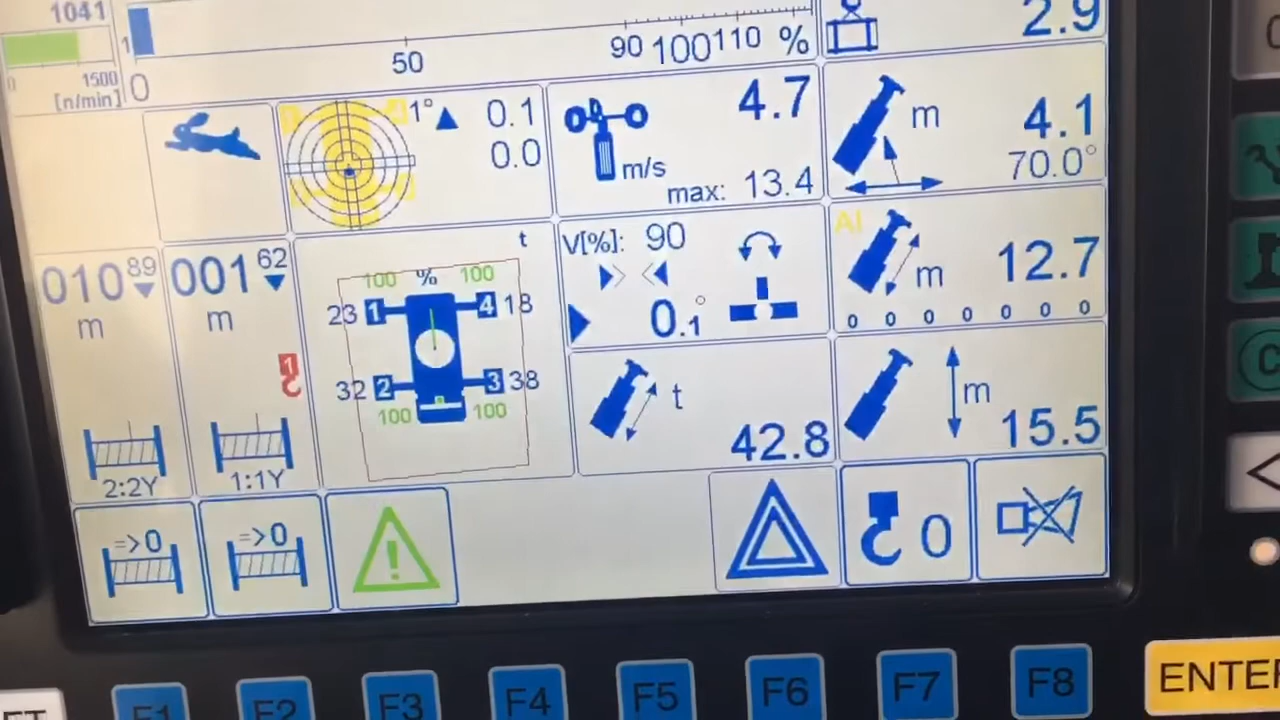 1041
0
1500
[n/min]
1
0
50
90 100 110 %
2.9
1° ▲ 0.1
0.0
4.7
m/s
max: 13.4
m
4.1
70.0°
010 89
m
001 62
m
1
2:2Y
1:1Y
t
100 % 100
23 1 4 18
32 2 3 38
100 100
V[%]: 90
0.1°
t
42.8
m
12.7
0 0 0 0 0 0 0
m
15.5
=>0
=>0
!
0
F1
F2
F3
F4
F5
F6
F7
F8
ENTE